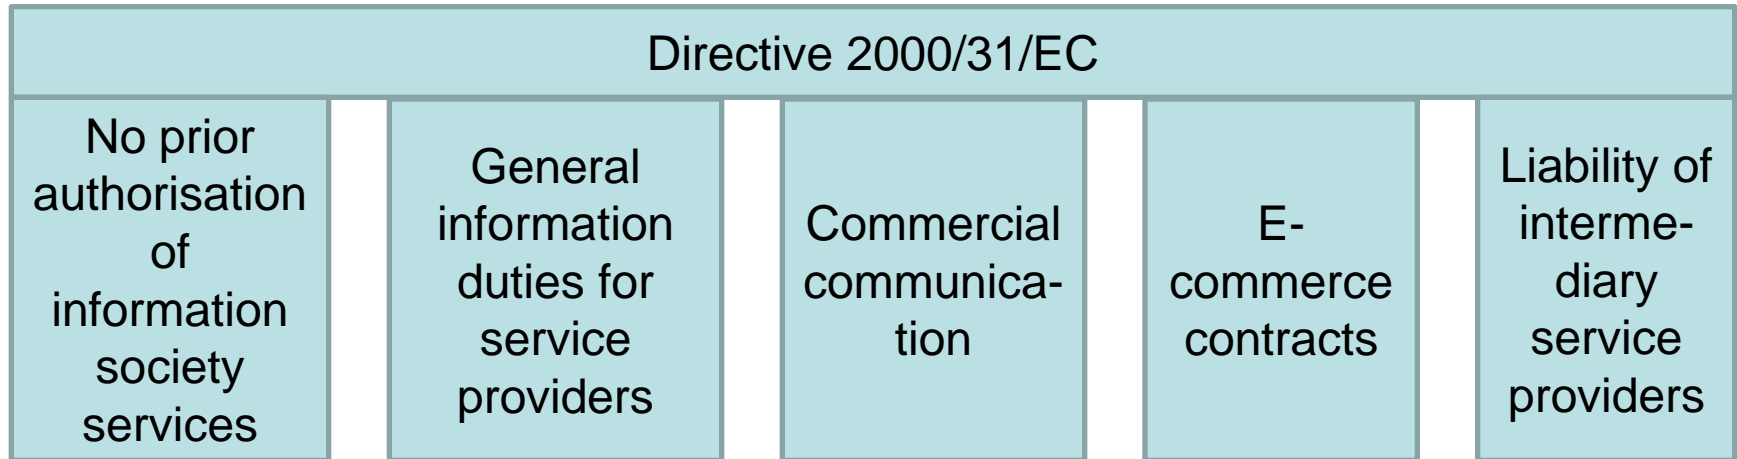 Directive 2000/31/EC
No prior
authorisation
of
information
society
services
General
information
duties for
service
providers
Commercial
communica-
tion
E-
commerce
contracts
Liability of
interme-
diary
service
providers